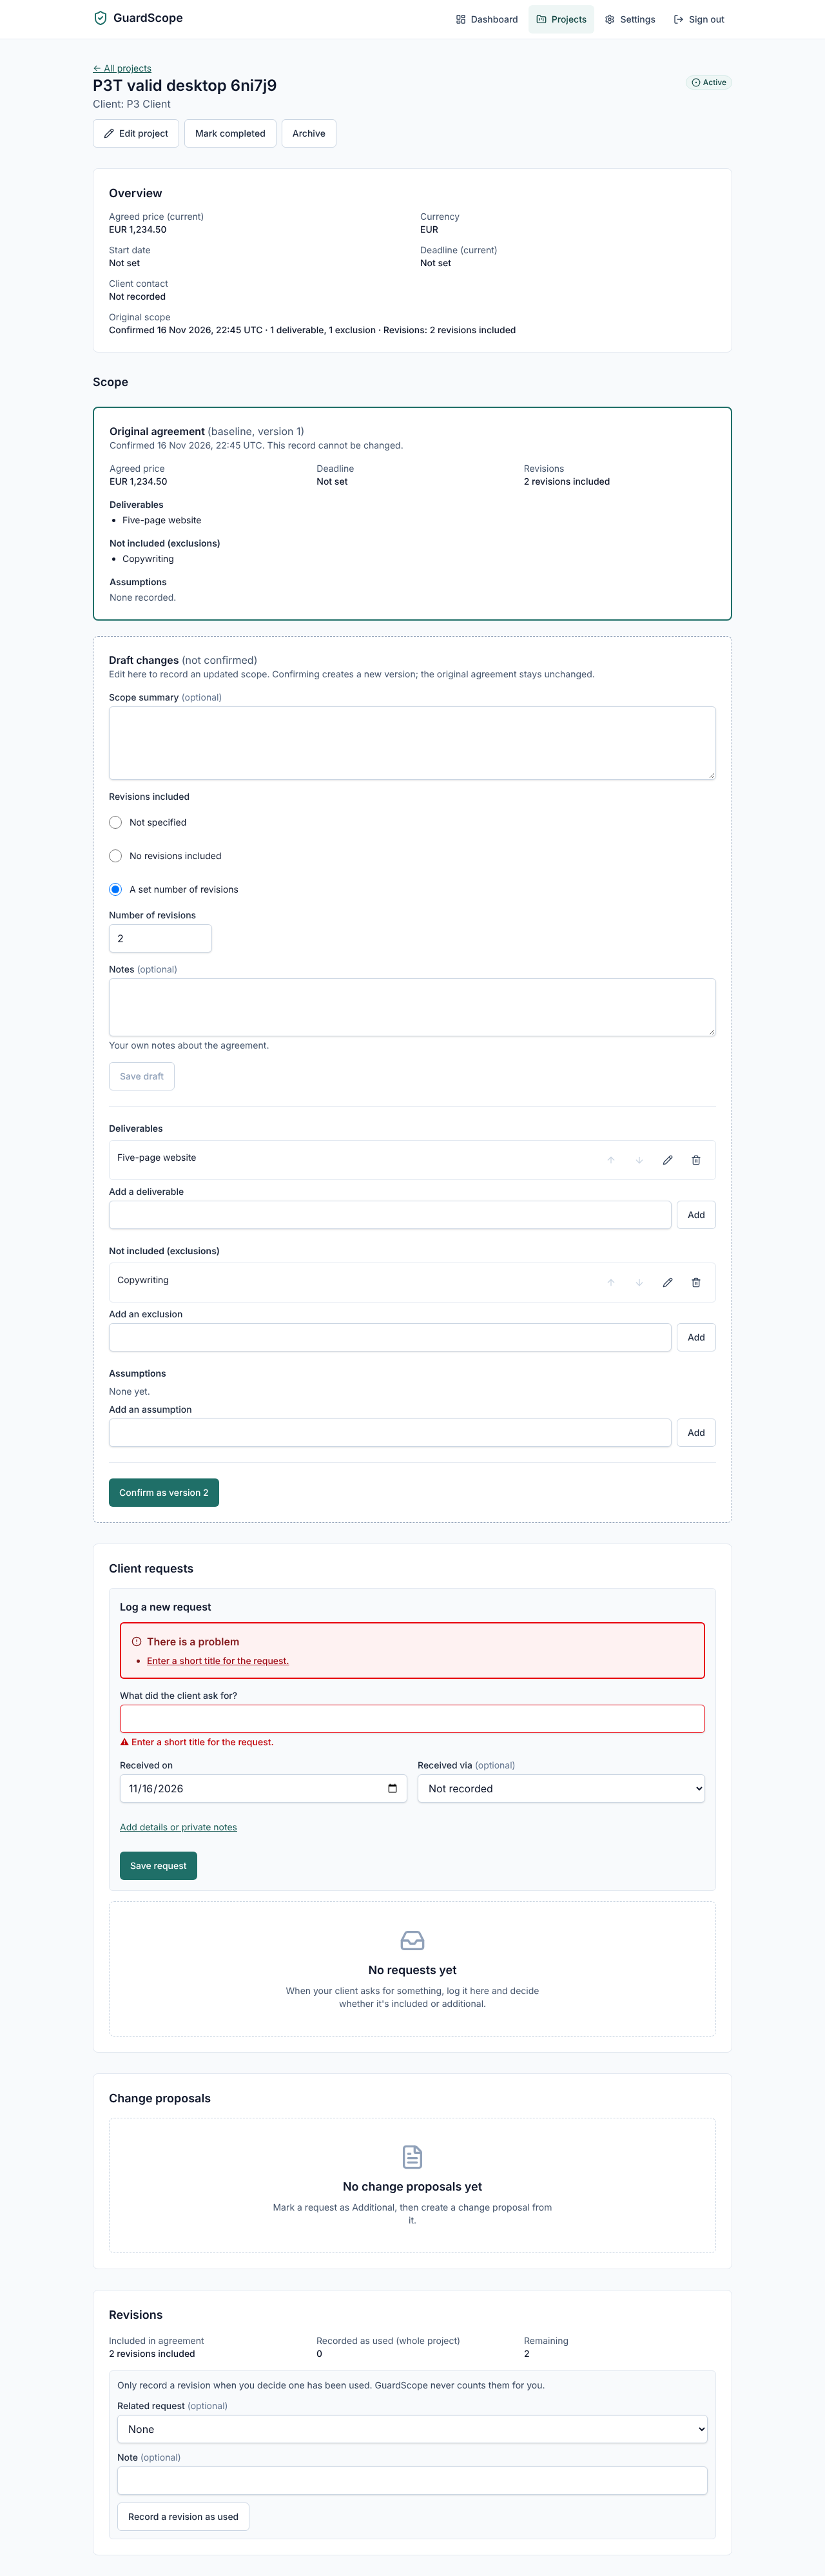 GuardScope
Dashboard
Projects
Settings
Sign out
← All projects
P3T valid desktop 6ni7j9
Active
Client: P3 Client
Edit project
Mark completed
Archive
Overview
Agreed price (current)
EUR 1,234.50
Currency
EUR
Start date
Not set
Deadline (current)
Not set
Client contact
Not recorded
Original scope
Confirmed 16 Nov 2026, 22:45 UTC · 1 deliverable, 1 exclusion · Revisions: 2 revisions included
Scope
Original agreement (baseline, version 1)
Confirmed 16 Nov 2026, 22:45 UTC. This record cannot be changed.
Agreed price
EUR 1,234.50
Deadline
Not set
Revisions
2 revisions included
Deliverables
• Five-page website
Not included (exclusions)
• Copywriting
Assumptions
None recorded.
Draft changes (not confirmed)
Edit here to record an updated scope. Confirming creates a new version; the original agreement stays unchanged.
Scope summary (optional)
Revisions included
Not specified
No revisions included
A set number of revisions
Number of revisions
2
Notes (optional)
Your own notes about the agreement.
Save draft
Deliverables
Five-page website
Add a deliverable
Add
Not included (exclusions)
Copywriting
Add an exclusion
Add
Assumptions
None yet.
Add an assumption
Add
Confirm as version 2
Client requests
Log a new request
There is a problem
• Enter a short title for the request.
What did the client ask for?
Enter a short title for the request.
Received on
11/16/2026
Received via (optional)
Not recorded
Add details or private notes
Save request
No requests yet
When your client asks for something, log it here and decide
whether it's included or additional.
Change proposals
No change proposals yet
Mark a request as Additional, then create a change proposal from
it.
Revisions
Included in agreement
2 revisions included
Recorded as used (whole project)
0
Remaining
2
Only record a revision when you decide one has been used. GuardScope never counts them for you.
Related request (optional)
None
Note (optional)
Record a revision as used